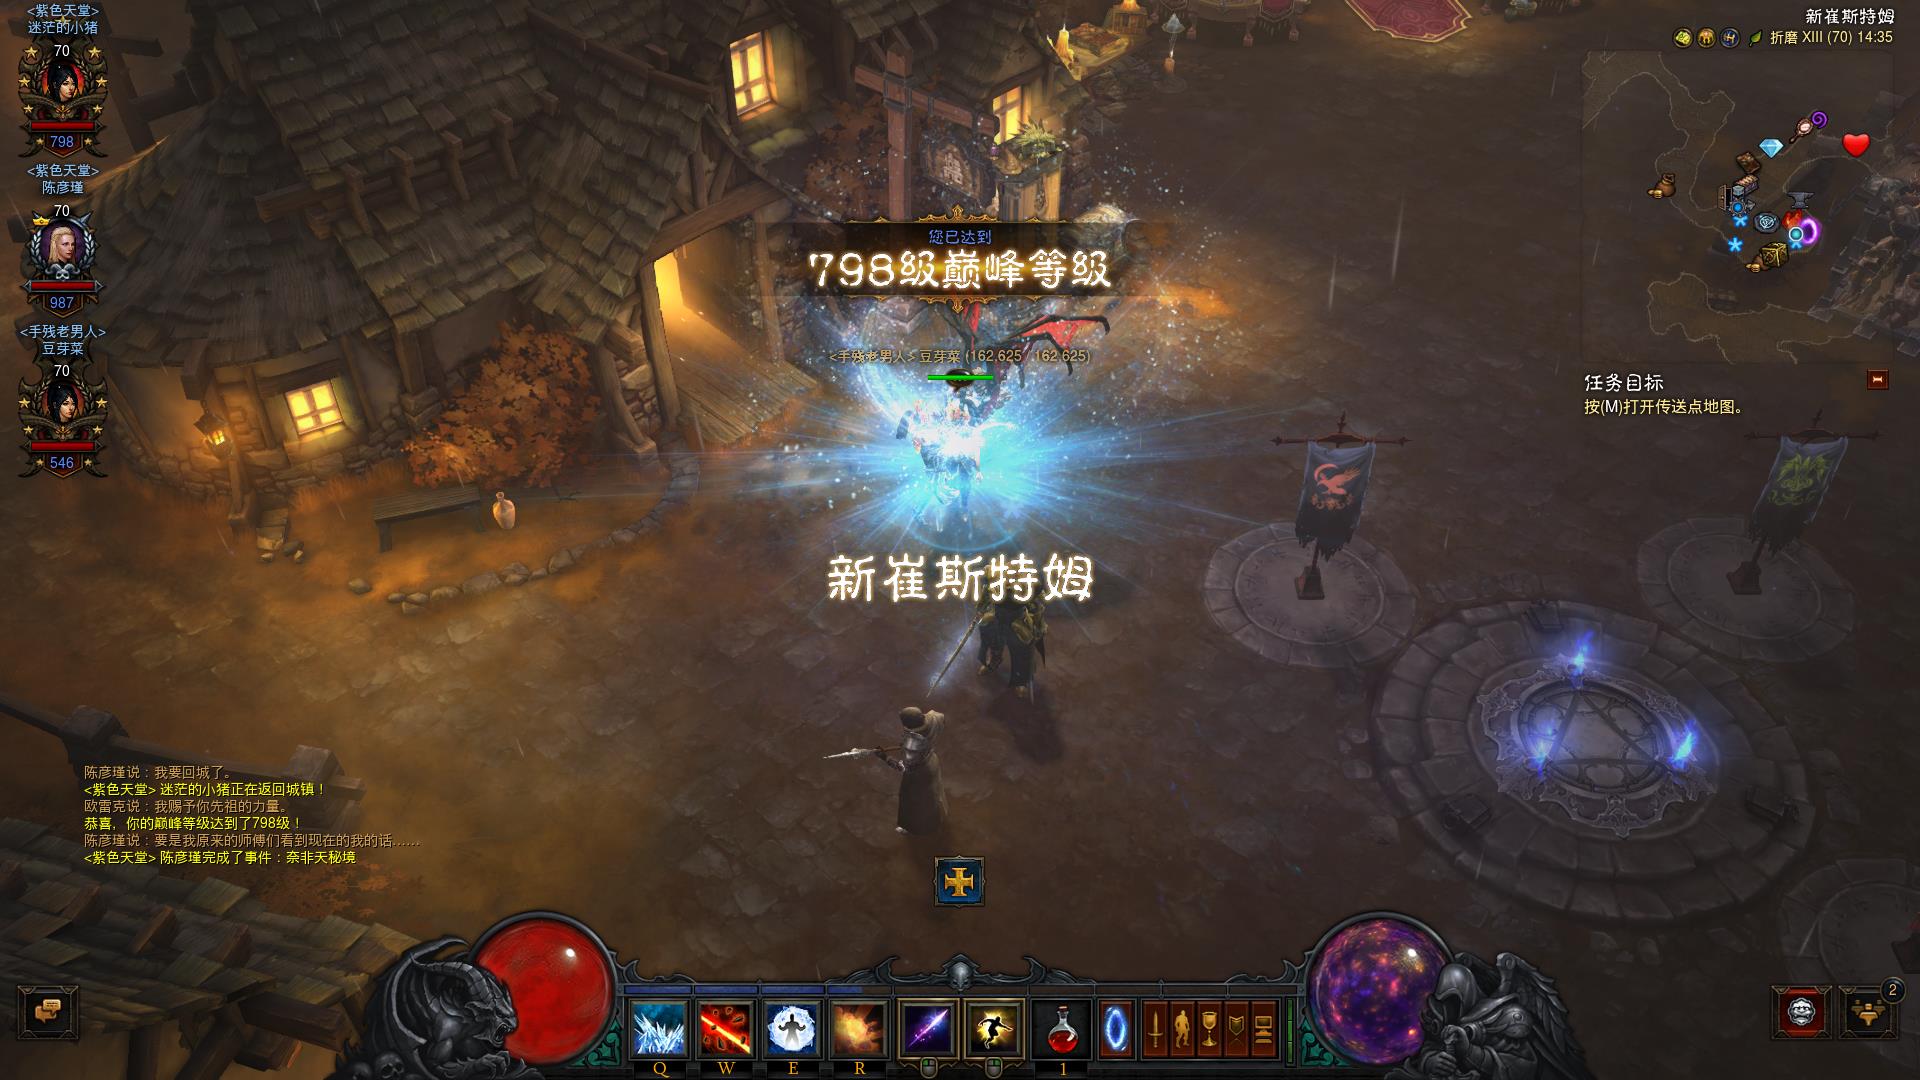 <紫色天堂>
迷茫的小猪
70
798
<紫色天堂>
陈彦瑾
70
987
<手残老男人>
豆芽菜
70
546
新崔斯特姆
折磨 XIII (70) 14:35
您已达到
798级巅峰等级
<手残老男人> 豆芽菜 (162,625 / 162,625)
任务目标
按(M)打开传送点地图。
新崔斯特姆
陈彦瑾说：我要回城了。
<紫色天堂> 迷茫的小猪正在返回城镇！
欧雷克说：我赐予你先祖的力量。
恭喜，你的巅峰等级达到了798级！
陈彦瑾说：要是我原来的师傅们看到现在的我的话……
<紫色天堂> 陈彦瑾完成了事件：奈非天秘境
Q W E R 1
2